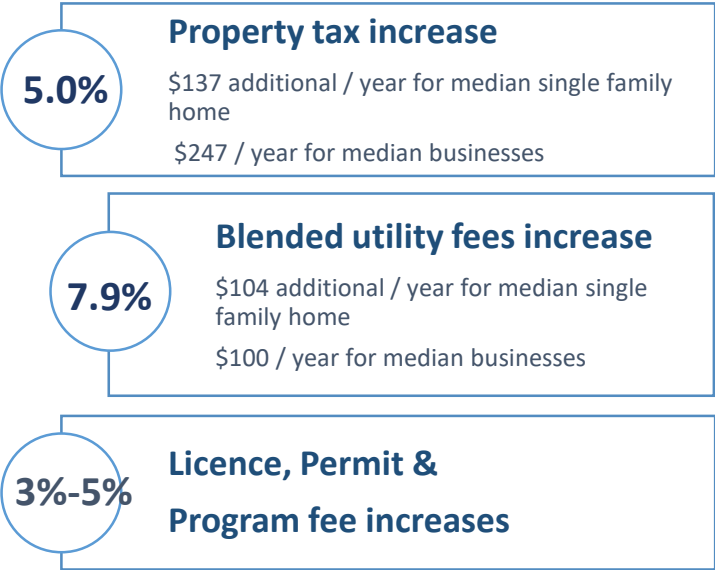 Property tax increase
5.0%
$137 additional / year for median single family
home
$247 / year for median businesses
Blended utility fees increase
7.9%
$104 additional / year for median single
family home
$100 / year for median businesses
Licence, Permit &
3%-5%
Program fee increases